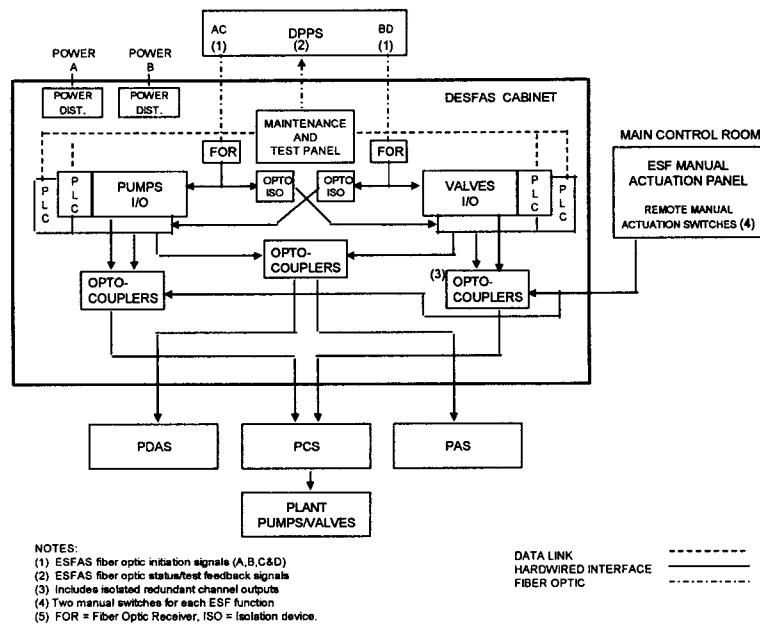 AC
(1)
DPPS
(2)
BD
(1)
POWER
A
POWER
B
POWER
DIST.
POWER
DIST.
DESFAS CABINET
MAINTENANCE
AND
TEST PANEL
MAIN CONTROL ROOM
FOR
FOR
ESF MANUAL
ACTUATION PANEL
REMOTE MANUAL
ACTUATION SWITCHES (4)
P
L
C
P
L
C
PUMPS
I/O
OPTO
ISO
OPTO
ISO
VALVES
I/O
P
L
C
P
L
C
OPTO-
COUPLERS
OPTO-
COUPLERS
(3)
OPTO-
COUPLERS
PDAS
PCS
PAS
PLANT
PUMPS/VALVES
NOTES:
(1) ESFAS fiber optic initiation signals (A,B,C&D)
(2) ESFAS fiber optic status/test feedback signals
(3) Includes isolated redundant channel outputs
(4) Two manual switches for each ESF function
(5) FOR = Fiber Optic Receiver, ISO = Isolation device.
DATA LINK
HARDWIRED INTERFACE
FIBER OPTIC